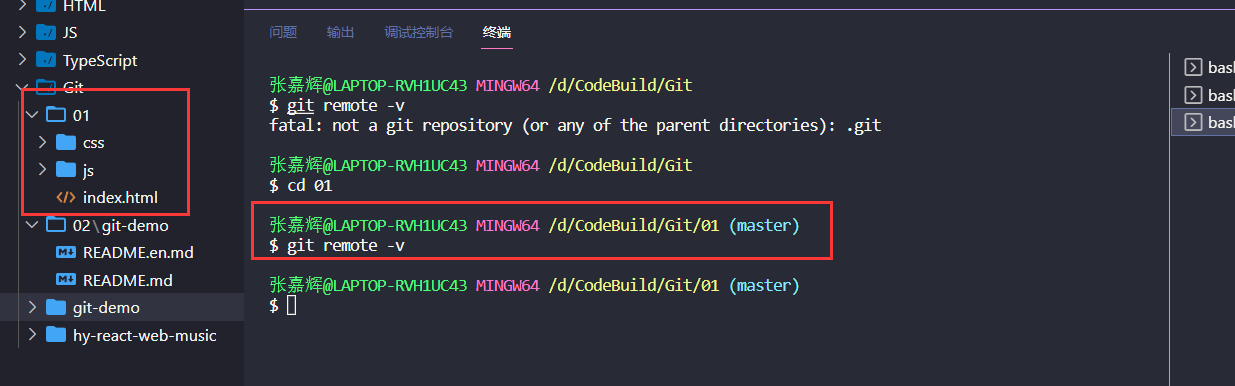 HTML
JS
TypeScript
Git
01
css
js
index.html
02\git-demo
README.en.md
README.md
git-demo
hy-react-web-music
问题 输出 调试控制台 终端
张嘉辉@LAPTOP-RVH1UC43 MINGW64 /d/CodeBuild/Git
$ git remote -v
fatal: not a git repository (or any of the parent directories): .git
张嘉辉@LAPTOP-RVH1UC43 MINGW64 /d/CodeBuild/Git
$ cd 01
张嘉辉@LAPTOP-RVH1UC43 MINGW64 /d/CodeBuild/Git/01 (master)
$ git remote -v
张嘉辉@LAPTOP-RVH1UC43 MINGW64 /d/CodeBuild/Git/01 (master)
$
bas
bas
bas